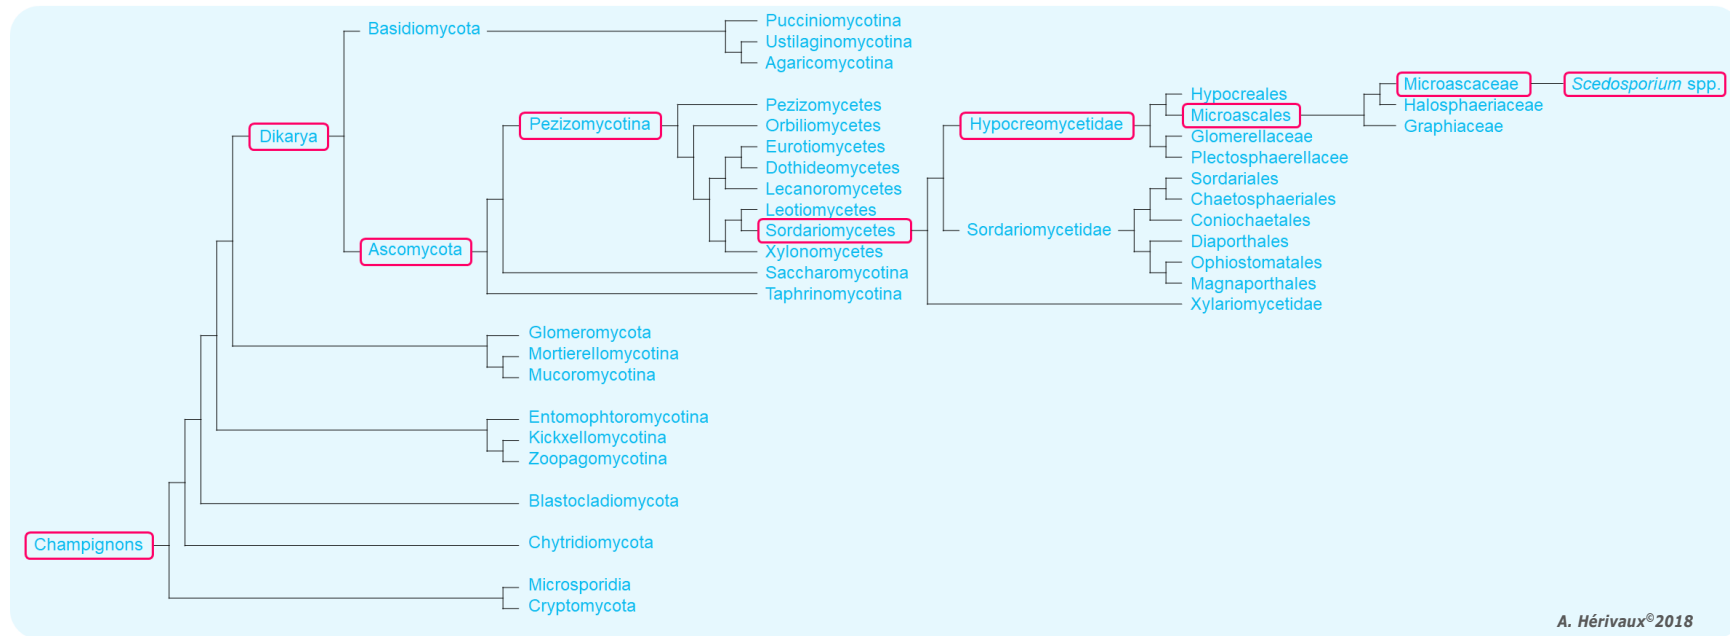 Basidiomycota
Pucciniomycotina
Ustilaginomycotina
Agaricomycotina
Dikarya
Pezizomycotina
Pezizomycetes
Orbiliomycetes
Eurotiomycetes
Dothideomycetes
Lecanoromycetes
Leotiomycetes
Sordariomycetes
Xylonomycetes
Ascomycota
Saccharomycotina
Taphrinomycotina
Hypocreomycetidae
Hypocreales
Microascales
Glomerellaceae
Plectosphaerellacee
Microascaceae
Scedosporium spp.
Halosphaeriaceae
Graphiaceae
Sordariomycetidae
Sordariales
Chaetosphaeriales
Coniochaetales
Diaporthales
Ophiostomatales
Magnaporthales
Xylariomycetidae
Glomeromycota
Mortierellomycotina
Mucoromycotina
Entomophtoromycotina
Kickxellomycotina
Zoopagomycotina
Blastocladiomycota
Champignons
Chytridiomycota
Microsporidia
Cryptomycota
A. Hérivaux©2018